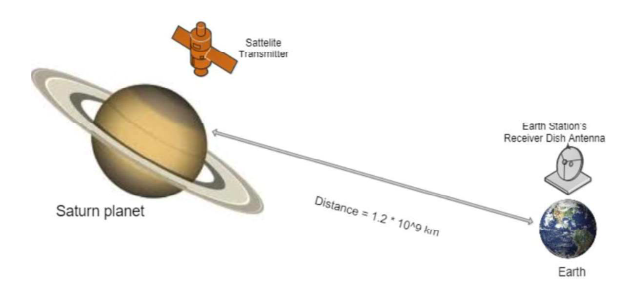 Sattelite
Transmitter
Earth Station's
Receiver Dish Antenna
Saturn planet
Distance = 1.2 * 10^9 km
Earth